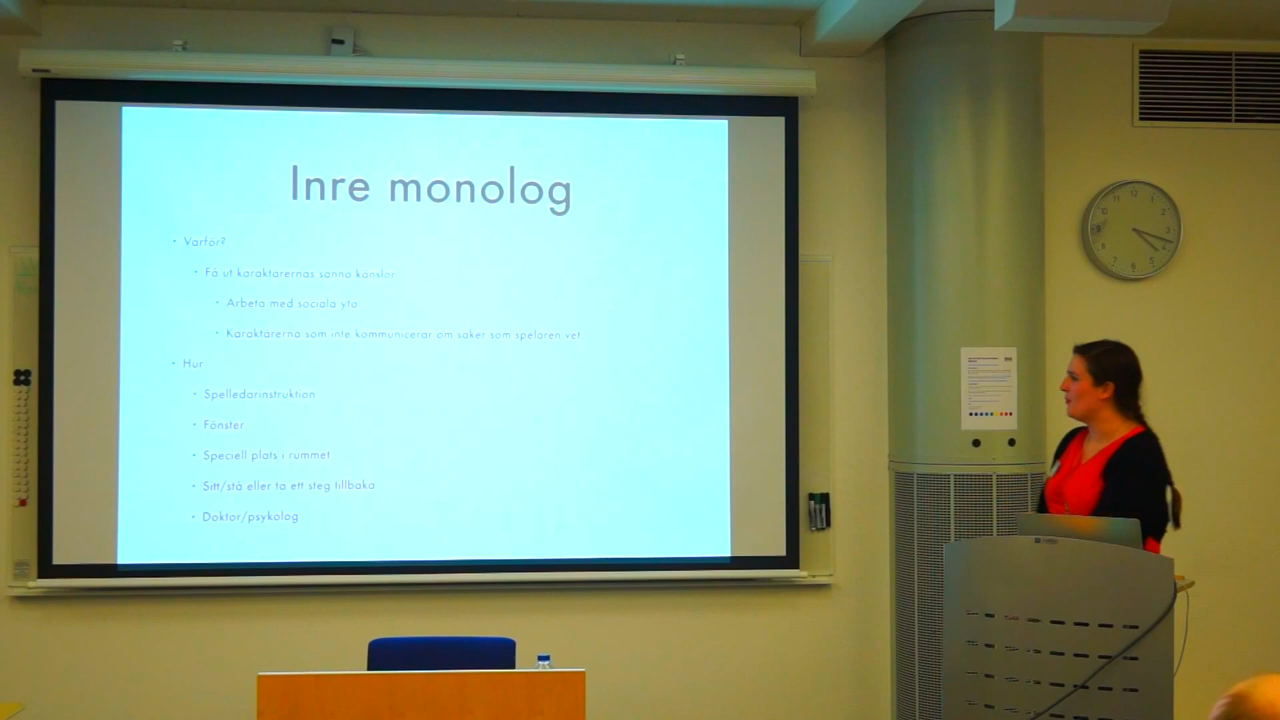 Inre monolog
Varför?
Få ut karaktärernas sanna känslor
Arbeta med sociala yta
Karaktärerna som inte kommunicerar om saker som spelaren vet
Hur
Spelledarinstruktion
Fönster
Speciell plats i rummet
Sitt/stå eller ta ett steg tillbaka
Doktor/psykolog